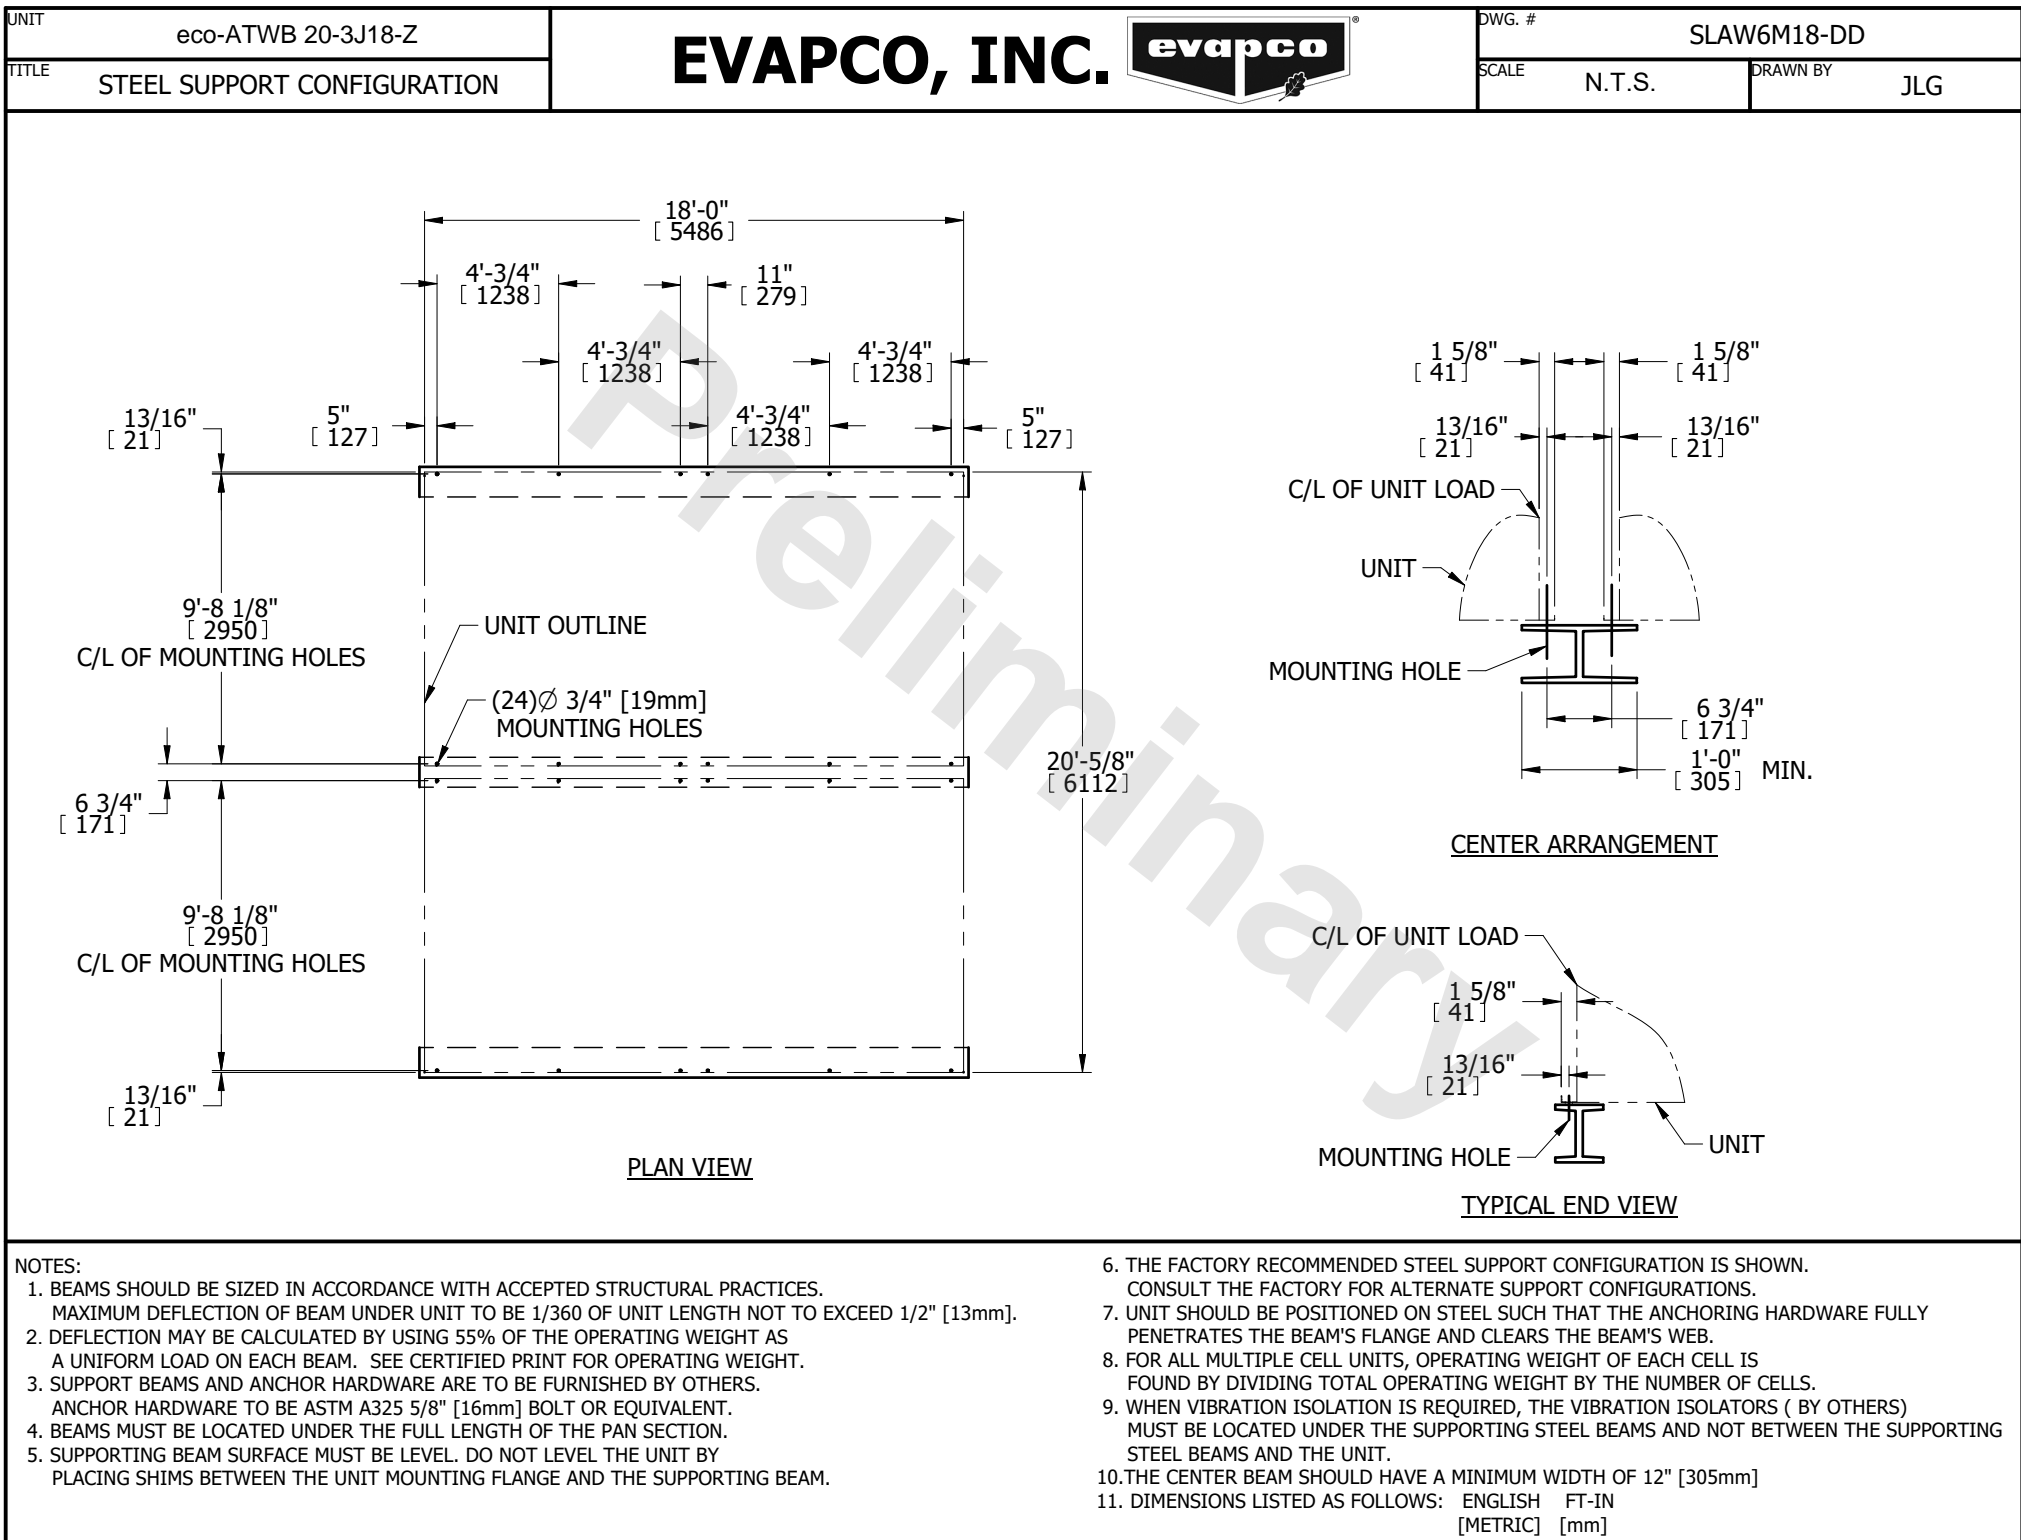 UNIT
eco-ATWB 20-3J18-Z
TITLE
STEEL SUPPORT CONFIGURATION
EVAPCO, INC.
evapco
®
DWG. #
SLAW6M18-DD
SCALE
N.T.S.
DRAWN BY
JLG
18'-0"
[ 5486 ]
4'-3/4"
[ 1238 ]
11"
[ 279 ]
4'-3/4"
[ 1238 ]
4'-3/4"
[ 1238 ]
13/16"
[ 21 ]
5"
[ 127 ]
4'-3/4"
[ 1238 ]
5"
[ 127 ]
9'-8 1/8"
[ 2950 ]
C/L OF MOUNTING HOLES
UNIT OUTLINE
(24)∅ 3/4" [19mm]
MOUNTING HOLES
6 3/4"
[ 171 ]
20'-5/8"
[ 6112 ]
9'-8 1/8"
[ 2950 ]
C/L OF MOUNTING HOLES
13/16"
[ 21 ]
PLAN VIEW
Preliminary
1 5/8"
[ 41 ]
1 5/8"
[ 41 ]
13/16"
[ 21 ]
13/16"
[ 21 ]
C/L OF UNIT LOAD
UNIT
MOUNTING HOLE
6 3/4"
[ 171 ]
1'-0"
[ 305 ]
MIN.
CENTER ARRANGEMENT
C/L OF UNIT LOAD
1 5/8"
[ 41 ]
13/16"
[ 21 ]
MOUNTING HOLE
UNIT
TYPICAL END VIEW
NOTES:
1. BEAMS SHOULD BE SIZED IN ACCORDANCE WITH ACCEPTED STRUCTURAL PRACTICES.
MAXIMUM DEFLECTION OF BEAM UNDER UNIT TO BE 1/360 OF UNIT LENGTH NOT TO EXCEED 1/2" [13mm].
2. DEFLECTION MAY BE CALCULATED BY USING 55% OF THE OPERATING WEIGHT AS
A UNIFORM LOAD ON EACH BEAM. SEE CERTIFIED PRINT FOR OPERATING WEIGHT.
3. SUPPORT BEAMS AND ANCHOR HARDWARE ARE TO BE FURNISHED BY OTHERS.
ANCHOR HARDWARE TO BE ASTM A325 5/8" [16mm] BOLT OR EQUIVALENT.
4. BEAMS MUST BE LOCATED UNDER THE FULL LENGTH OF THE PAN SECTION.
5. SUPPORTING BEAM SURFACE MUST BE LEVEL. DO NOT LEVEL THE UNIT BY
PLACING SHIMS BETWEEN THE UNIT MOUNTING FLANGE AND THE SUPPORTING BEAM.
6. THE FACTORY RECOMMENDED STEEL SUPPORT CONFIGURATION IS SHOWN.
CONSULT THE FACTORY FOR ALTERNATE SUPPORT CONFIGURATIONS.
7. UNIT SHOULD BE POSITIONED ON STEEL SUCH THAT THE ANCHORING HARDWARE FULLY
PENETRATES THE BEAM'S FLANGE AND CLEARS THE BEAM'S WEB.
8. FOR ALL MULTIPLE CELL UNITS, OPERATING WEIGHT OF EACH CELL IS
FOUND BY DIVIDING TOTAL OPERATING WEIGHT BY THE NUMBER OF CELLS.
9. WHEN VIBRATION ISOLATION IS REQUIRED, THE VIBRATION ISOLATORS ( BY OTHERS)
MUST BE LOCATED UNDER THE SUPPORTING STEEL BEAMS AND NOT BETWEEN THE SUPPORTING
STEEL BEAMS AND THE UNIT.
10.THE CENTER BEAM SHOULD HAVE A MINIMUM WIDTH OF 12" [305mm]
11. DIMENSIONS LISTED AS FOLLOWS: ENGLISH FT-IN
[METRIC] [mm]